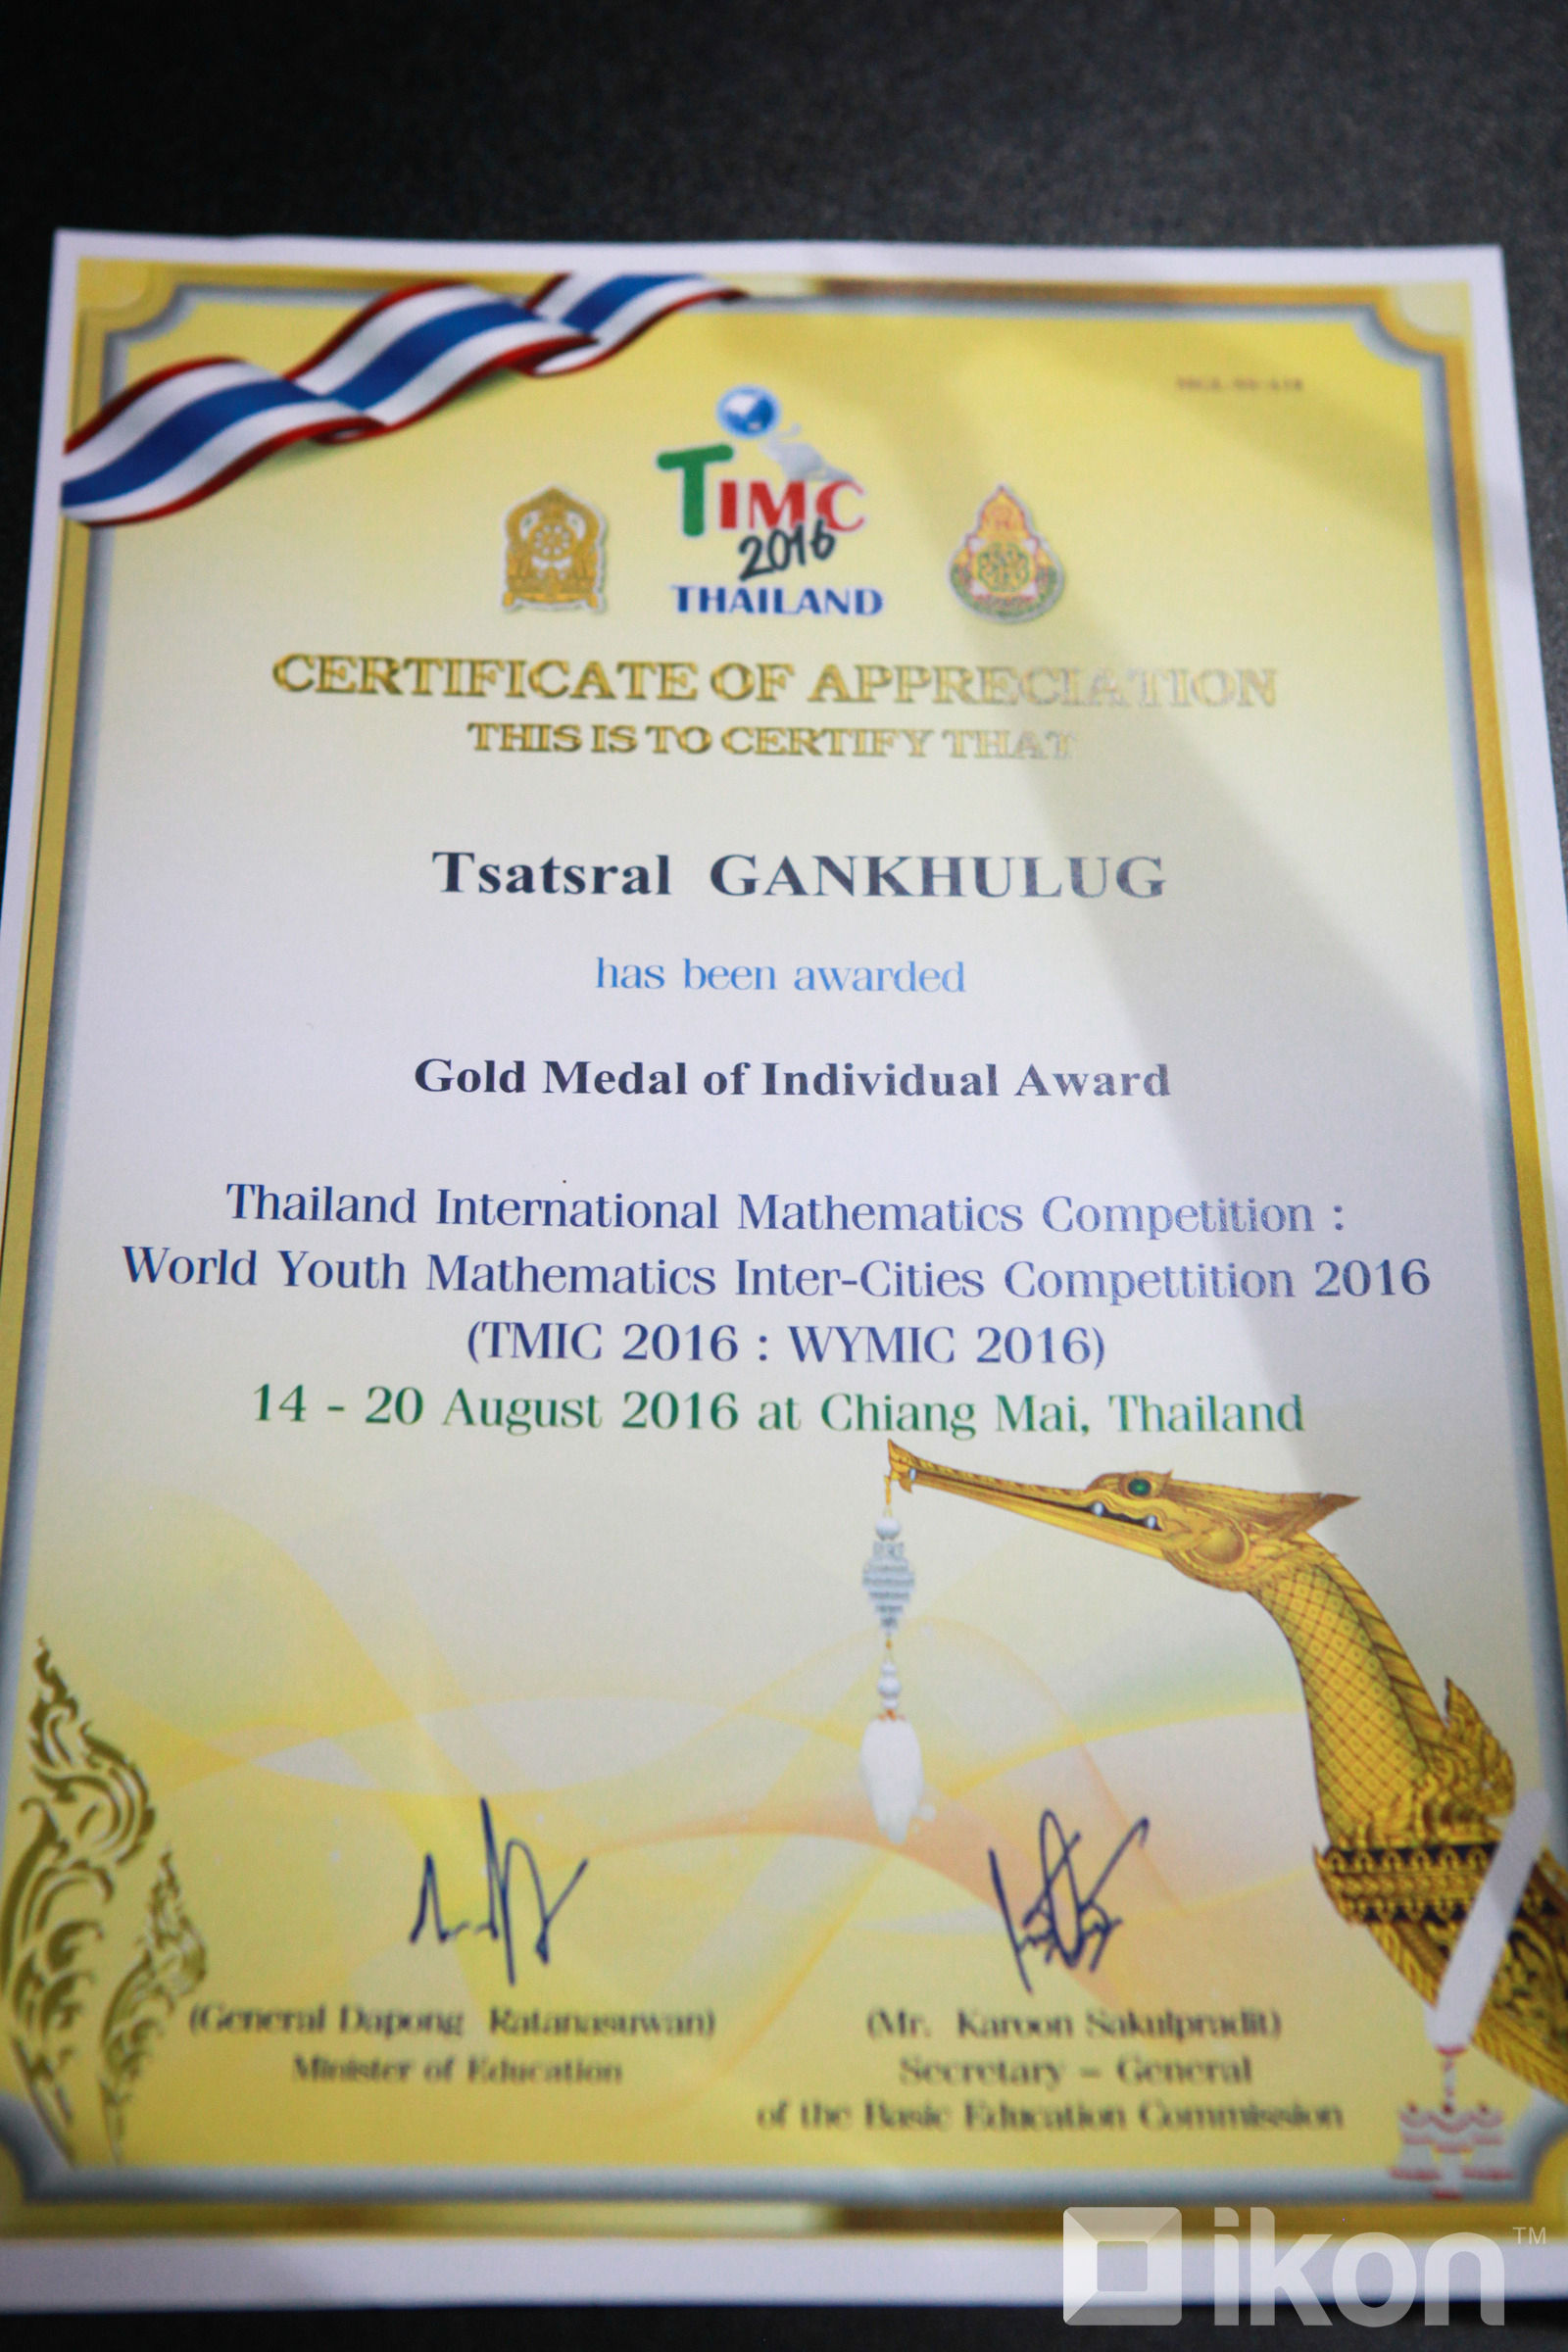 TIMC
2016
THAILAND
CERTIFICATE OF APPRECIATION
THIS IS TO CERTIFY THAT
Tsatsral GANKHULUG
has been awarded
Gold Medal of Individual Award
Thailand International Mathematics Competition :
World Youth Mathematics Inter-Cities Compettition 2016
(TMIC 2016 : WYMIC 2016)
14 - 20 August 2016 at Chiang Mai, Thailand
(General Dapong Ratanasuwan) (Mr. Karoon Sakulpradit)
Minister of Education Secretary – General
of the Basic Education Commission
ikon™